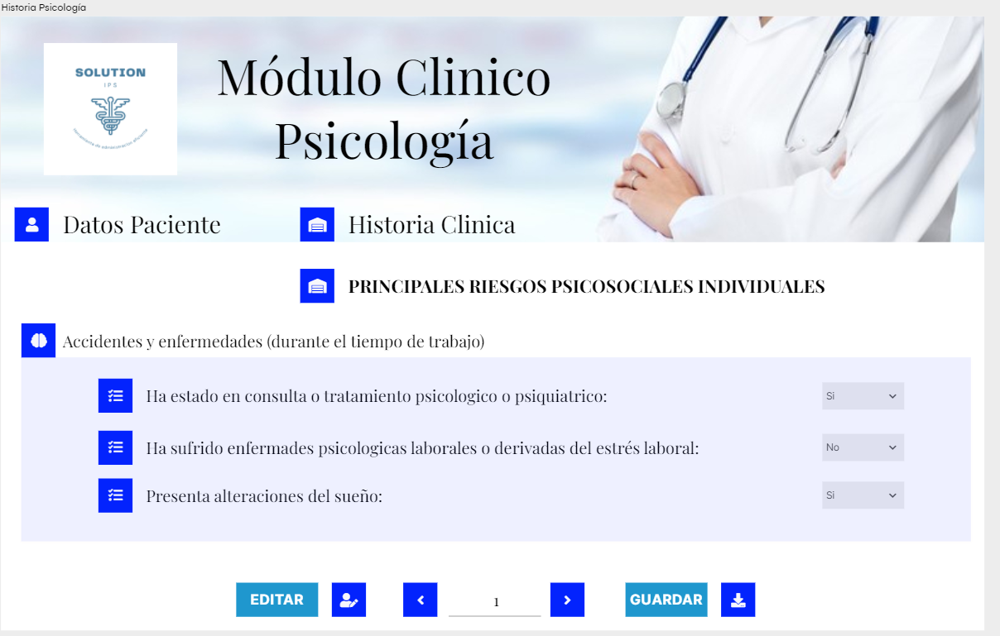 Historia Psicología
SOLUTION
IPS
Módulo Clinico
Psicología
Datos Paciente
Historia Clinica
PRINCIPALES RIESGOS PSICOSOCIALES INDIVIDUALES
Accidentes y enfermedades (durante el tiempo de trabajo)
Ha estado en consulta o tratamiento psicologico o psiquiatrico:
Si
Ha sufrido enfermades psicologicas laborales o derivadas del estrés laboral:
No
Presenta alteraciones del sueño:
Si
EDITAR
1
GUARDAR